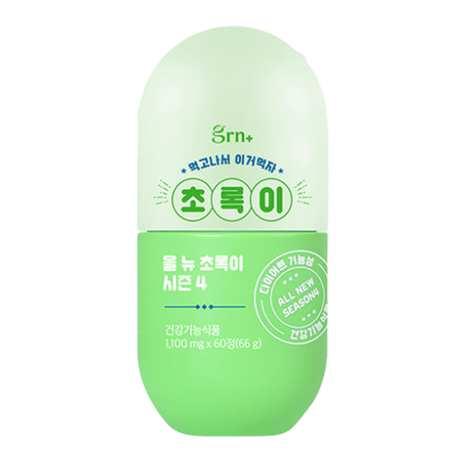 grn+
먹고나서 이거먹자
초록이
올 뉴 초록이
시즌 4
다이어트 기능성
ALL NEW
SEASON4
건강기능식품
건강기능식품
1,100 mg x 60정(66 g)